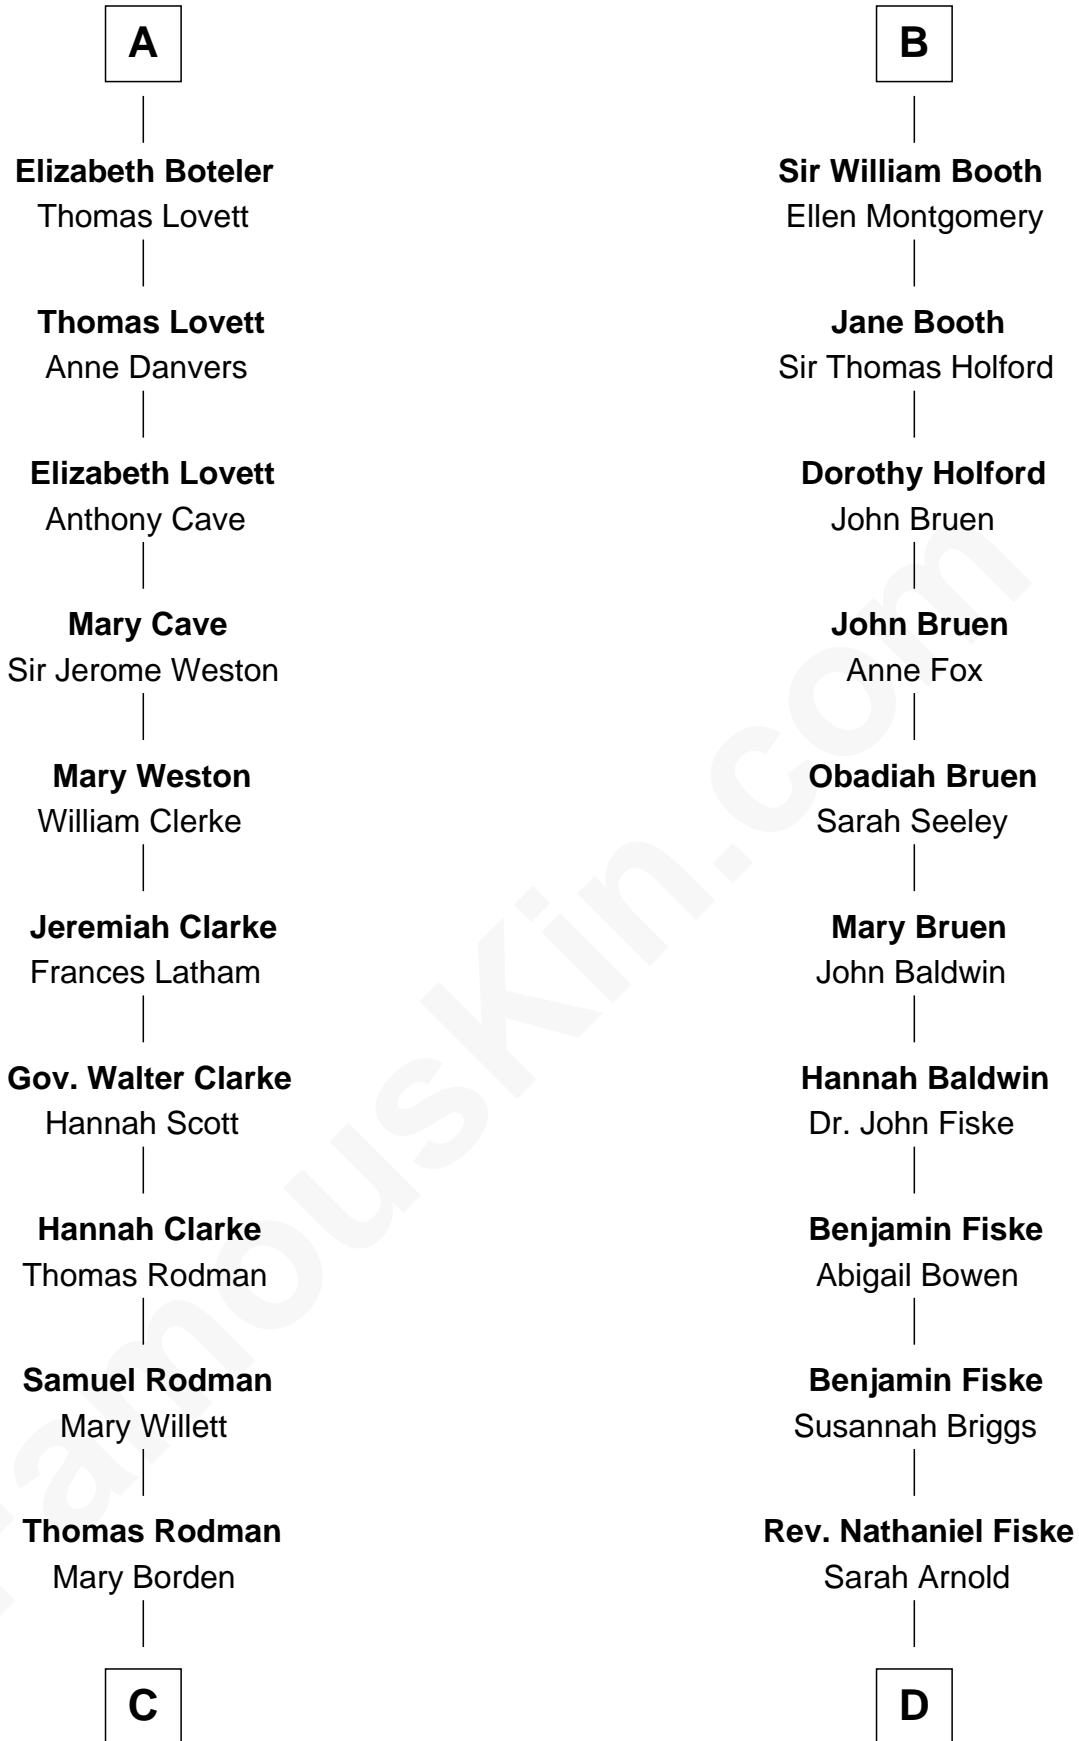 A
Elizabeth Boteler
Thomas Lovett
Thomas Lovett
Anne Danvers
Elizabeth Lovett
Anthony Cave
Mary Cave
Sir Jerome Weston
Mary Weston
William Clerke
Jeremiah Clarke
Frances Latham
Gov. Walter Clarke
Hannah Scott
Hannah Clarke
Thomas Rodman
Samuel Rodman
Mary Willett
Thomas Rodman
Mary Borden
C
B
Sir William Booth
Ellen Montgomery
Jane Booth
Sir Thomas Holford
Dorothy Holford
John Bruen
John Bruen
Anne Fox
Obadiah Bruen
Sarah Seeley
Mary Bruen
John Baldwin
Hannah Baldwin
Dr. John Fiske
Benjamin Fiske
Abigail Bowen
Benjamin Fiske
Susannah Briggs
Rev. Nathaniel Fiske
Sarah Arnold
D
FamousKin.com